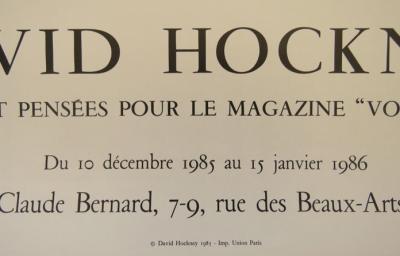 VID HOCKN
T PENSÉES POUR LE MAGAZINE “VO
Du 10 décembre 1985 au 15 janvier 1986
Claude Bernard, 7-9, rue des Beaux-Arts
© David Hockney 1985 - Imp. Union Paris